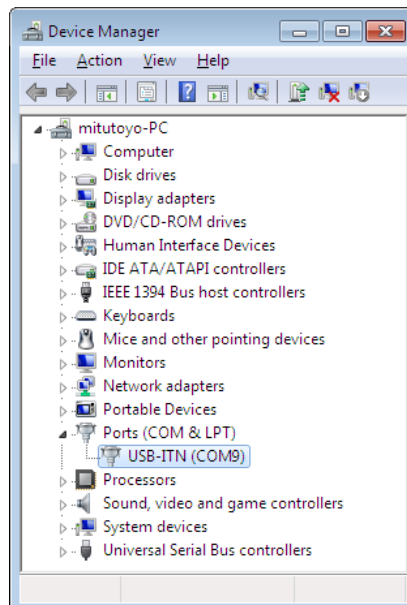 Device Manager
File Action View Help
mitutoyo-PC
Computer
Disk drives
Display adapters
DVD/CD-ROM drives
Human Interface Devices
IDE ATA/ATAPI controllers
IEEE 1394 Bus host controllers
Keyboards
Mice and other pointing devices
Monitors
Network adapters
Portable Devices
Ports (COM & LPT)
USB-ITN (COM9)
Processors
Sound, video and game controllers
System devices
Universal Serial Bus controllers